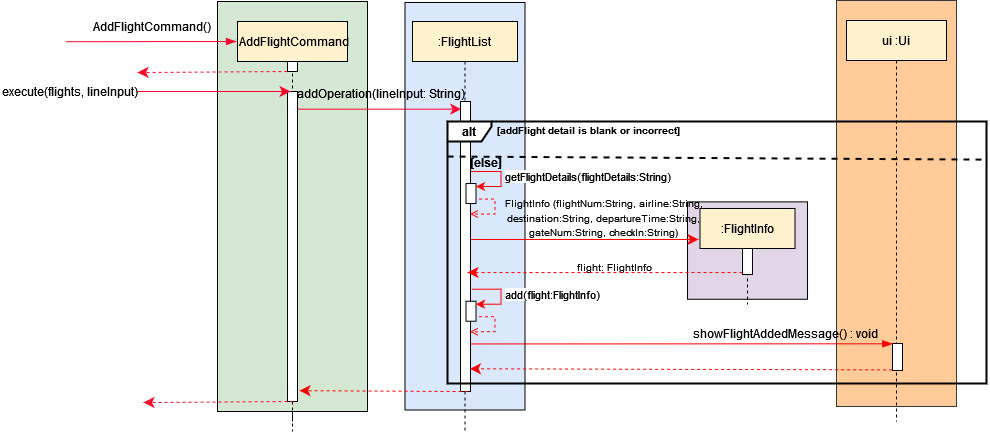 AddFlightCommand()
AddFlightCommand
:FlightList
ui :Ui
execute(flights, lineInput)
addOperation(lineInput: String)
alt
[addFlight detail is blank or incorrect]
[else]
getFlightDetails(flightDetails:String)
FlightInfo (flightNum:String, airline:String,
destination:String, departureTime:String,
gateNum:String, checkIn:String)
:FlightInfo
flight: FlightInfo
add(flight:FlightInfo)
showFlightAddedMessage() : void